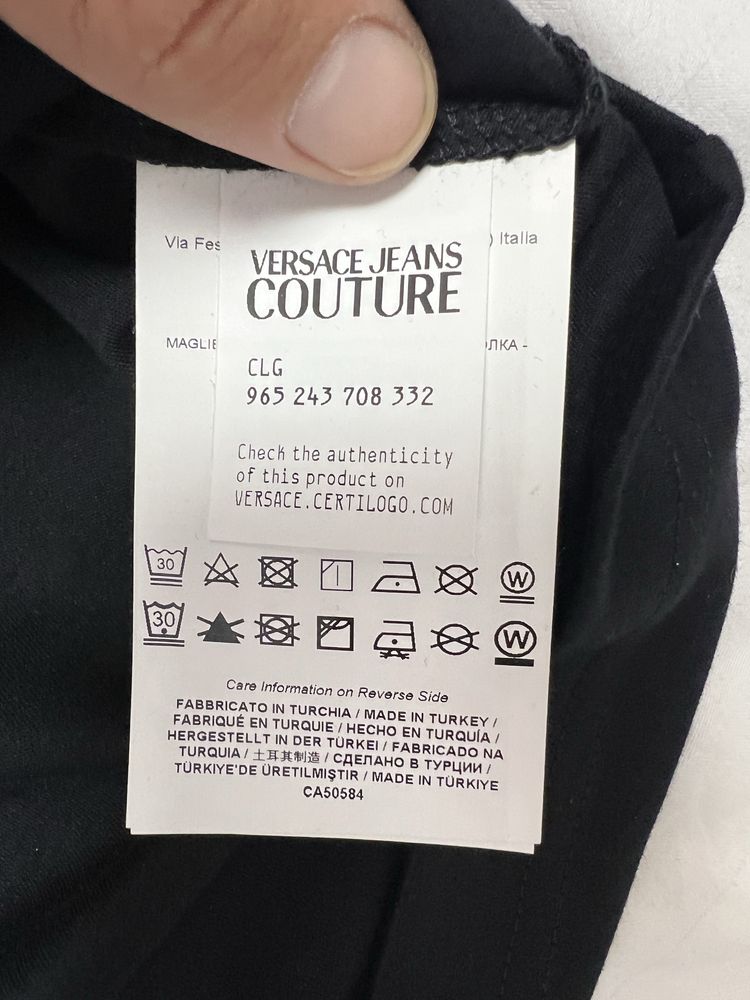 Via Fes
) Italia
VERSACE JEANS
COUTURE
MAGLIE
ЛКА -
CLG
965 243 708 332
Check the authenticity
of this product on
VERSACE.CERTILOGO.COM
30
W
30
W
Care Information on Reverse Side
FABBRICATO IN TURCHIA / MADE IN TURKEY /
FABRIQUÉ EN TURQUIE / HECHO EN TURQUÍA /
HERGESTELLT IN DER TÜRKEI / FABRICADO NA
TURQUIA / 土耳其制造 / СДЕЛАНО В ТУРЦИИ /
TÜRKIYE'DE ÜRETILMIŞTIR / MADE IN TÜRKIYE
CA50584